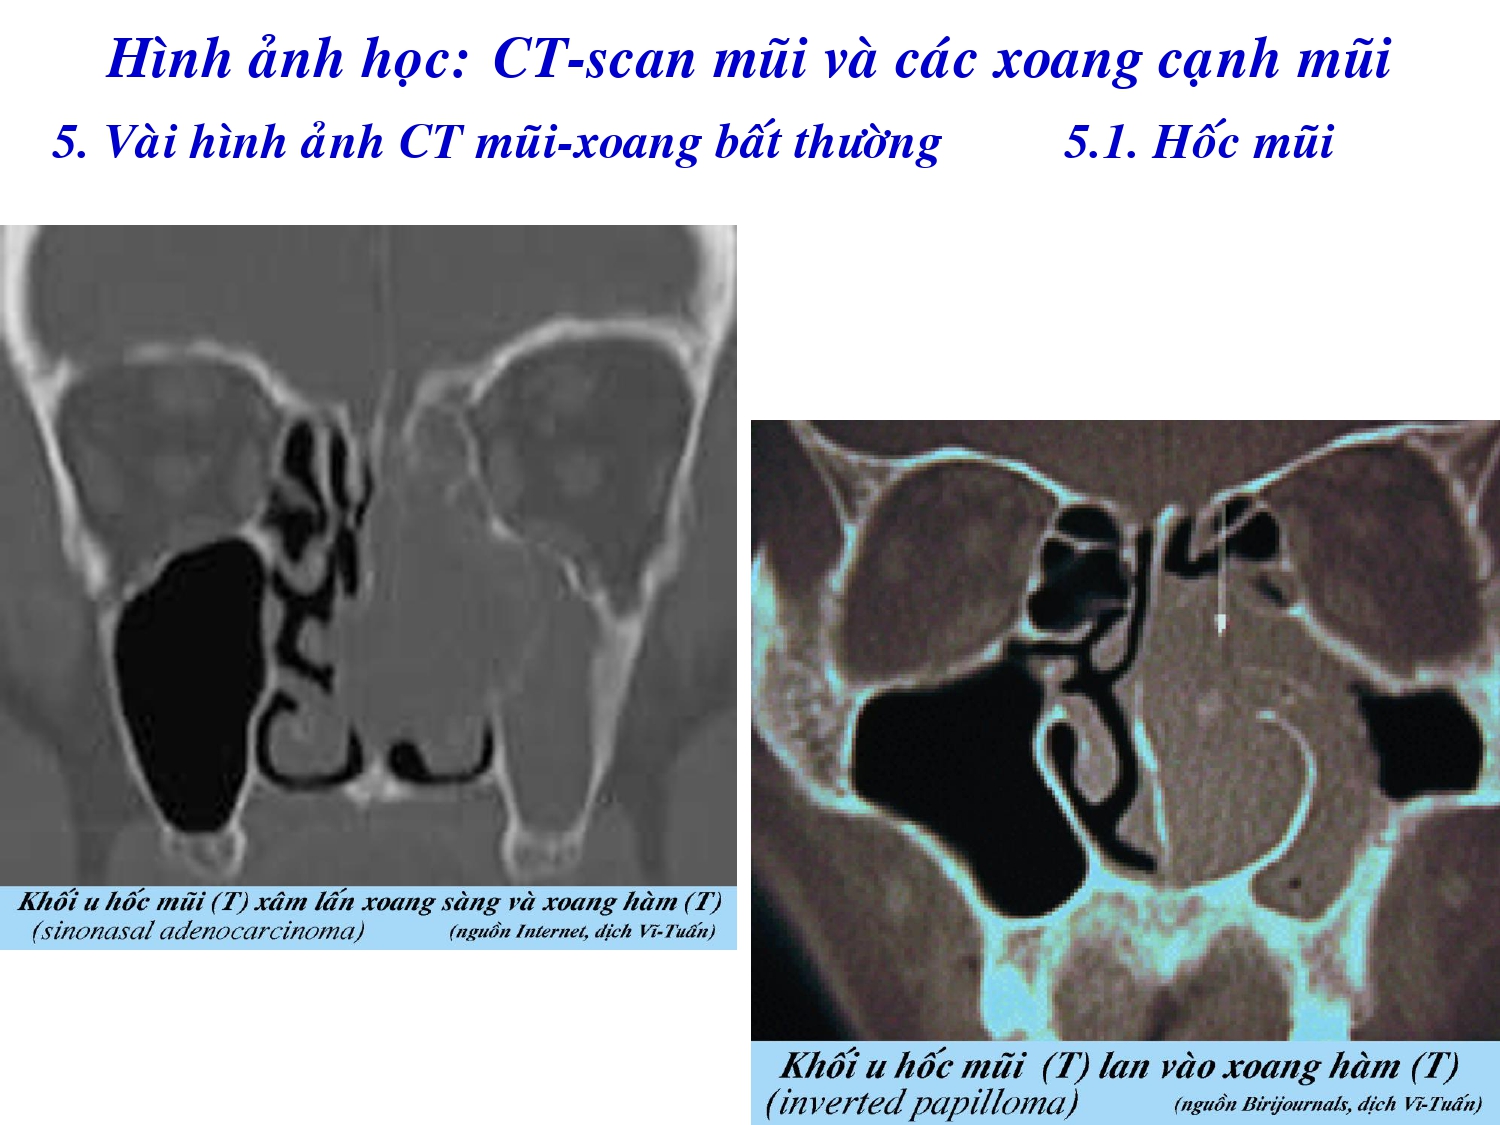 Hình ảnh học: CT-scan mũi và các xoang cạnh mũi
5. Vài hình ảnh CT mũi-xoang bất thường 5.1. Hốc mũi
Khối u hốc mũi (T) xâm lấn xoang sàng và xoang hàm (T)
(sinonasal adenocarcinoma) (nguồn Internet, dịch Vĩ-Tuấn)
Khối u hốc mũi (T) lan vào xoang hàm (T)
(inverted papilloma) (nguồn Birijournals, dịch Vĩ-Tuấn)